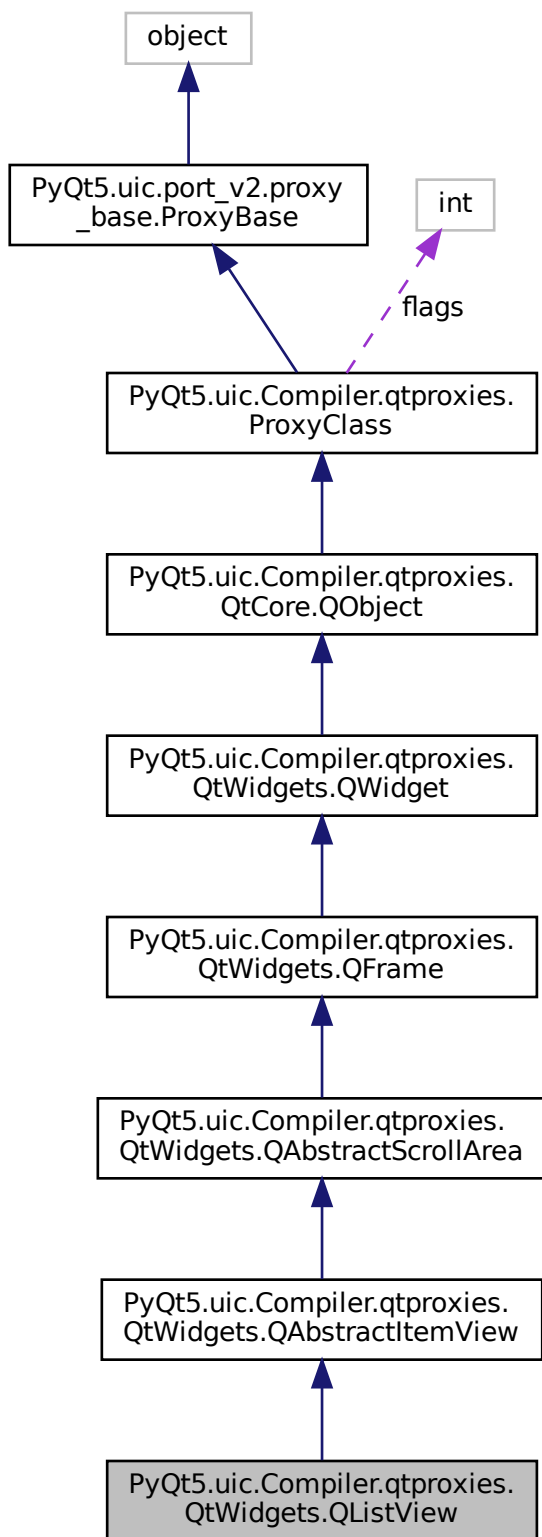 object
PyQt5.uic.port_v2.proxy
_base.ProxyBase
int
flags
PyQt5.uic.Compiler.qtproxies.
ProxyClass
PyQt5.uic.Compiler.qtproxies.
QtCore.QObject
PyQt5.uic.Compiler.qtproxies.
QtWidgets.QWidget
PyQt5.uic.Compiler.qtproxies.
QtWidgets.QFrame
PyQt5.uic.Compiler.qtproxies.
QtWidgets.QAbstractScrollArea
PyQt5.uic.Compiler.qtproxies.
QtWidgets.QAbstractItemView
PyQt5.uic.Compiler.qtproxies.
QtWidgets.QListView